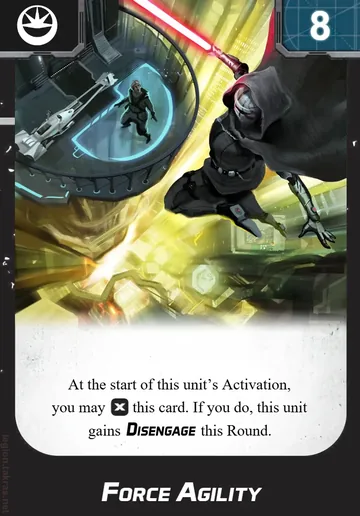 8
At the start of this unit's Activation,
you may this card. If you do, this unit
gains Disengage this Round.
Force Agility